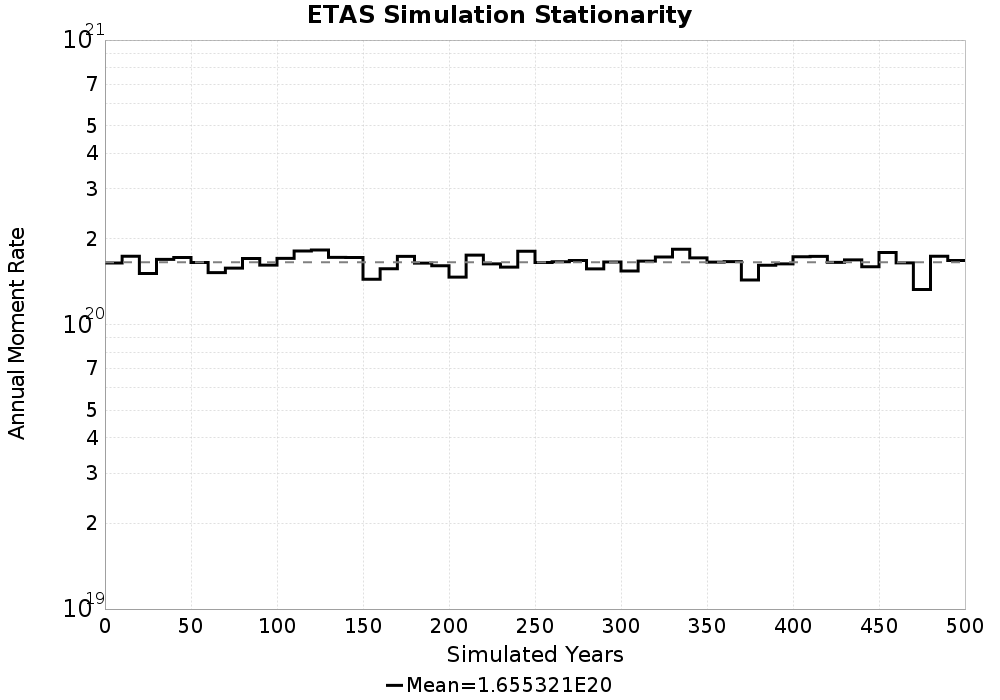 ETAS Simulation Stationarity
10^21
7
5
4
3
2
10^20
7
5
4
3
2
10^19
Annual Moment Rate
0 50 100 150 200 250 300 350 400 450 500
Simulated Years
Mean=1.655321E20